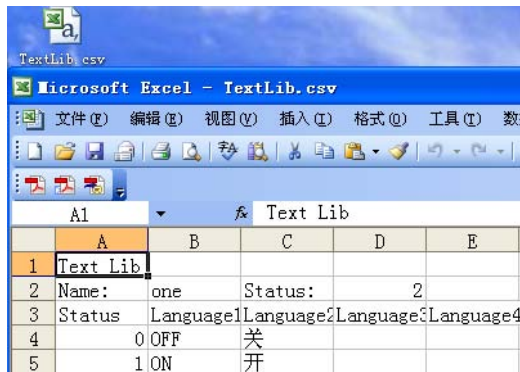 TextLib.csv
Microsoft Excel - TextLib.csv
文件(F) 编辑(E) 视图(V) 插入(I) 格式(O) 工具(T) 数
A1 fx Text Lib
A B C D E
1 Text Lib
2 Name: one Status: 2
3 Status Language1 Language2 Language3 Language4
4 0 OFF 关
5 1 ON 开